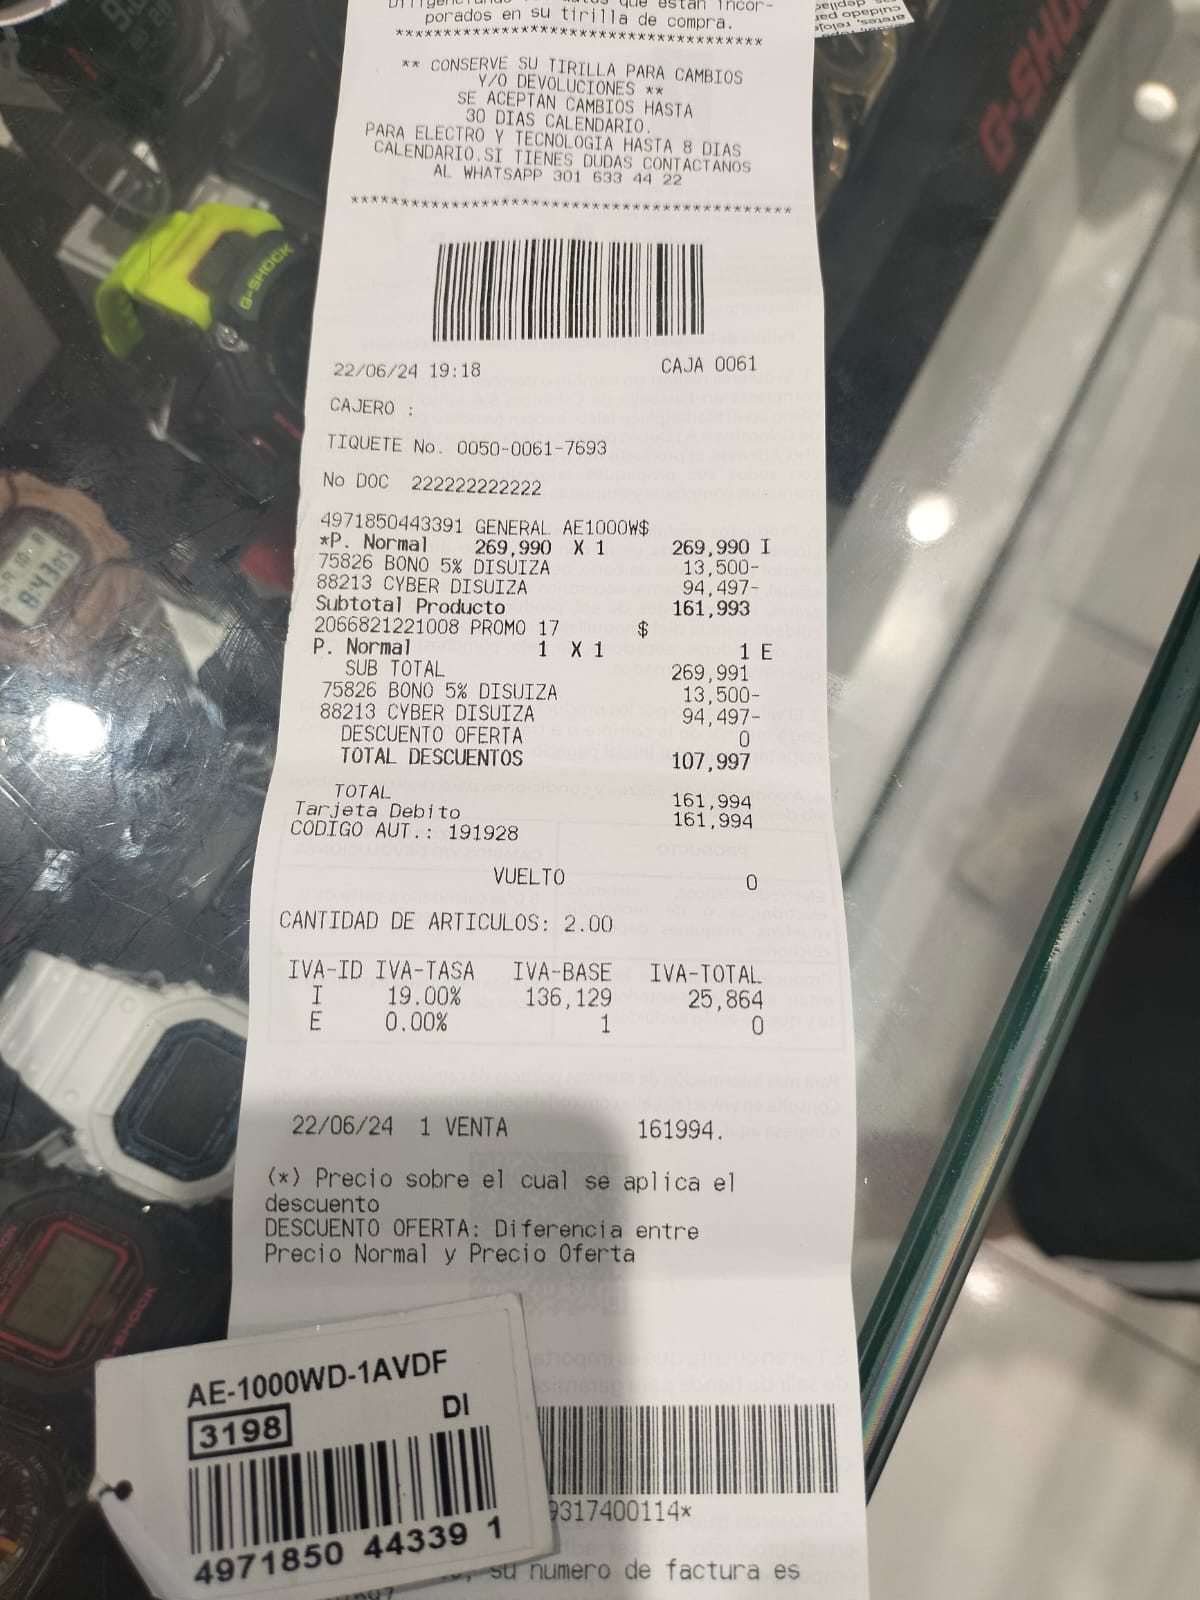 que están incor-
porados en su tirilla de compra.
*************************************
** CONSERVE SU TIRILLA PARA CAMBIOS
Y/O DEVOLUCIONES **
SE ACEPTAN CAMBIOS HASTA
30 DIAS CALENDARIO.
PARA ELECTRO Y TECNOLOGIA HASTA 8 DIAS
CALENDARIO.SI TIENES DUDAS CONTACTANOS
AL WHATSAPP 301 633 44 22
*************************************
22/06/24 19:18 CAJA 0061
CAJERO :
TIQUETE No. 0050-0061-7693
No DOC 222222222222
4971850443391 GENERAL AE1000W$
*P. Normal 269,990 X 1 269,990 I
75826 BONO 5% DISUIZA 13,500-
88213 CYBER DISUIZA 94,497-
Subtotal Producto 161,993
2066821221008 PROMO 17 $
P. Normal 1 X 1 1 E
SUB TOTAL 269,991
75826 BONO 5% DISUIZA 13,500-
88213 CYBER DISUIZA 94,497-
DESCUENTO OFERTA 0
TOTAL DESCUENTOS 107,997
TOTAL 161,994
Tarjeta Debito 161,994
CODIGO AUT.: 191928
VUELTO 0
CANTIDAD DE ARTICULOS: 2.00
IVA-ID IVA-TASA IVA-BASE IVA-TOTAL
I 19.00% 136,129 25,864
E 0.00% 1 0
22/06/24 1 VENTA 161994.
(*) Precio sobre el cual se aplica el
descuento
DESCUENTO OFERTA: Diferencia entre
Precio Normal y Precio Oferta
9317400114*
su numero de factura es
AE-1000WD-1AVDF
3198 DI
4971850 44339 1
G-SHOCK
G-SHOCK
G-SHOCK